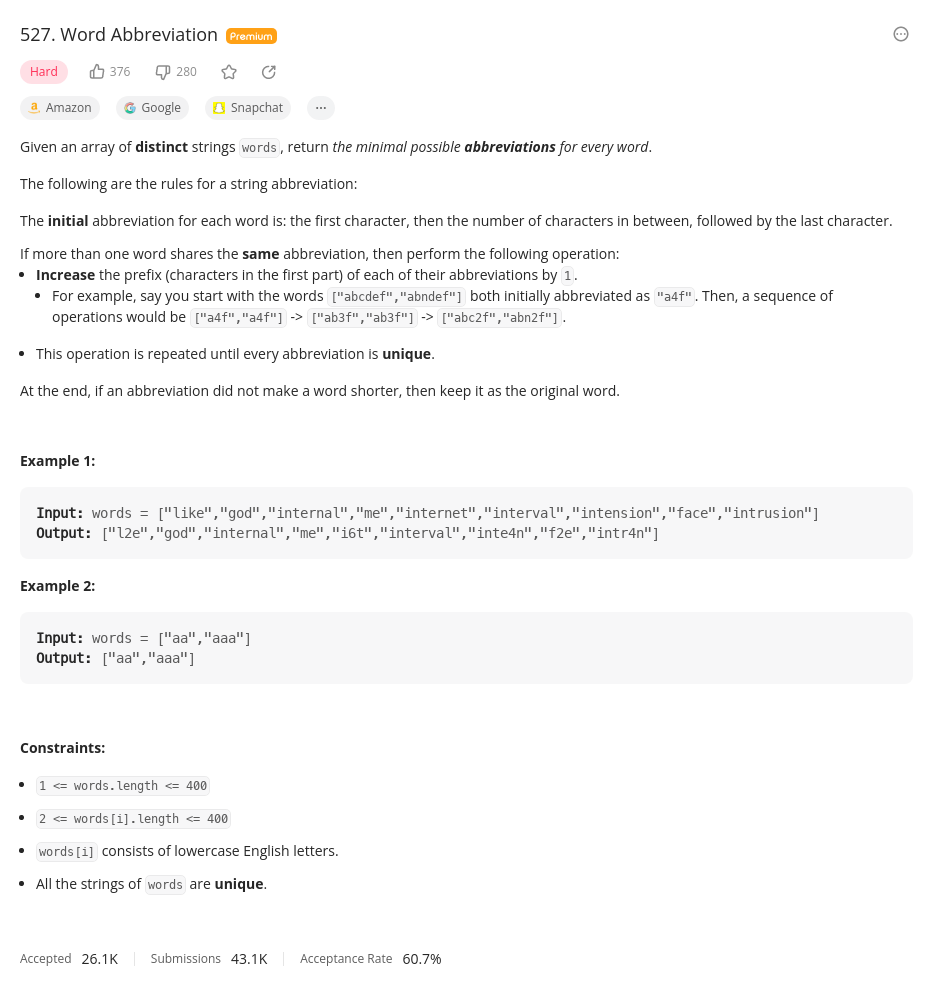 527. Word Abbreviation Premium
Hard 376 280
Amazon Google Snapchat ...
Given an array of distinct strings words, return the minimal possible abbreviations for every word.
The following are the rules for a string abbreviation:
The initial abbreviation for each word is: the first character, then the number of characters in between, followed by the last character.
If more than one word shares the same abbreviation, then perform the following operation:
• Increase the prefix (characters in the first part) of each of their abbreviations by 1.
• For example, say you start with the words ["abcdef","abndef"] both initially abbreviated as "a4f". Then, a sequence of
operations would be ["a4f","a4f"] -> ["ab3f","ab3f"] -> ["abc2f","abn2f"].
• This operation is repeated until every abbreviation is unique.
At the end, if an abbreviation did not make a word shorter, then keep it as the original word.
Example 1:
Input: words = ["like","god","internal","me","internet","interval","intension","face","intrusion"]
Output: ["l2e","god","internal","me","i6t","interval","inte4n","f2e","intr4n"]
Example 2:
Input: words = ["aa","aaa"]
Output: ["aa","aaa"]
Constraints:
• 1 <= words.length <= 400
• 2 <= words[i].length <= 400
• words[i] consists of lowercase English letters.
• All the strings of words are unique.
Accepted 26.1K Submissions 43.1K Acceptance Rate 60.7%